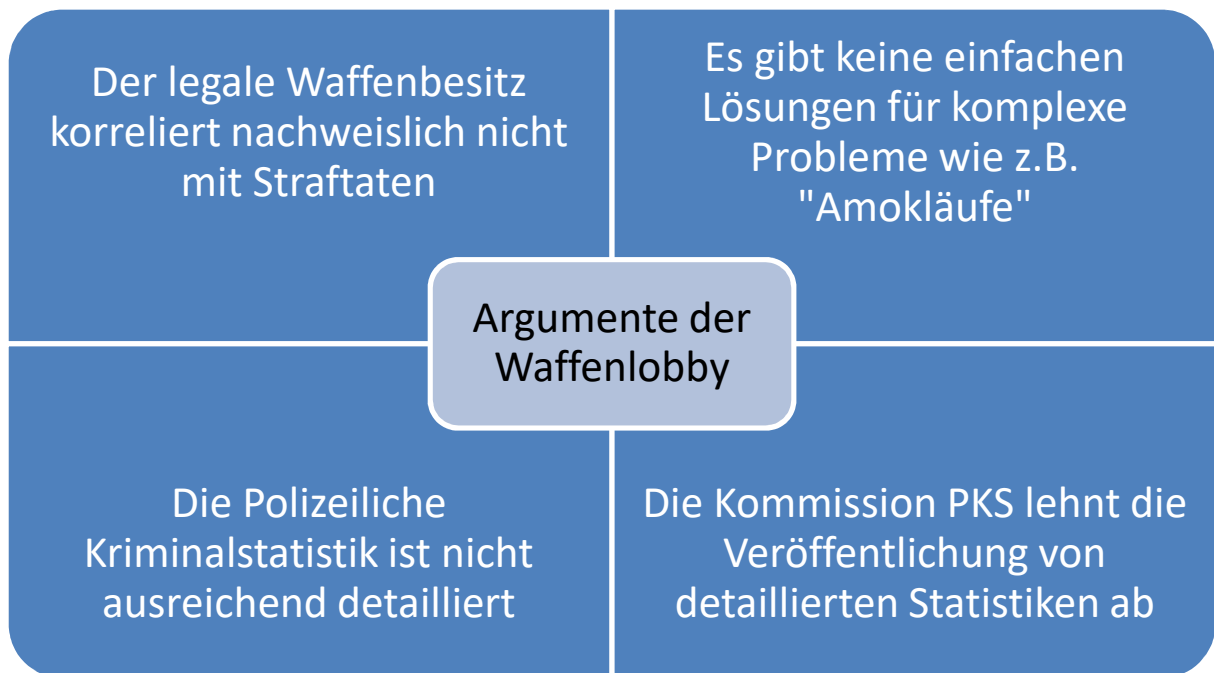 Der legale Waffenbesitz
korreliert nachweislich nicht
mit Straftaten
Es gibt keine einfachen
Lösungen für komplexe
Probleme wie z.B.
"Amokläufe"
Argumente der
Waffenlobby
Die Polizeiliche
Kriminalstatistik ist nicht
ausreichend detailliert
Die Kommission PKS lehnt die
Veröffentlichung von
detaillierten Statistiken ab